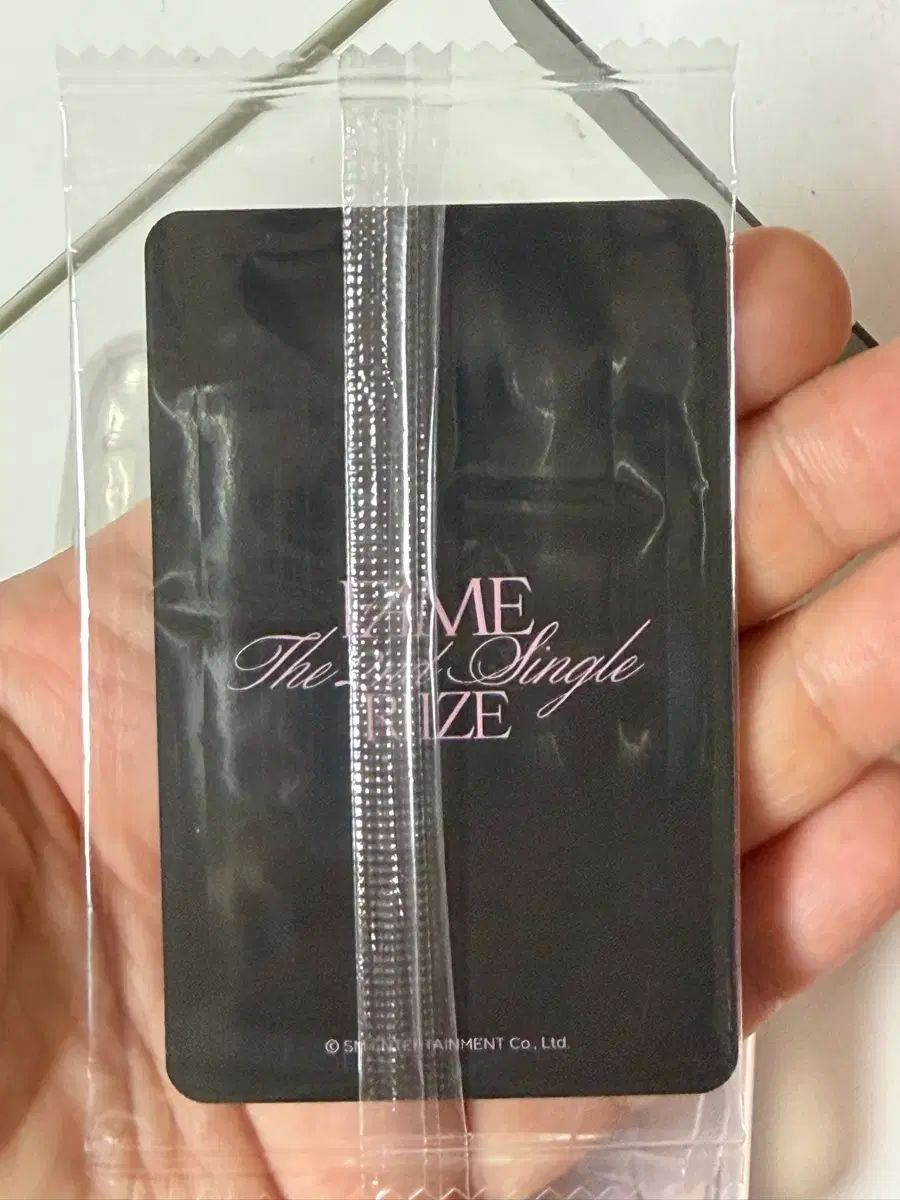 FAME
The 2nd Single
RIIZE
© SM ENTERTAINMENT Co., Ltd.